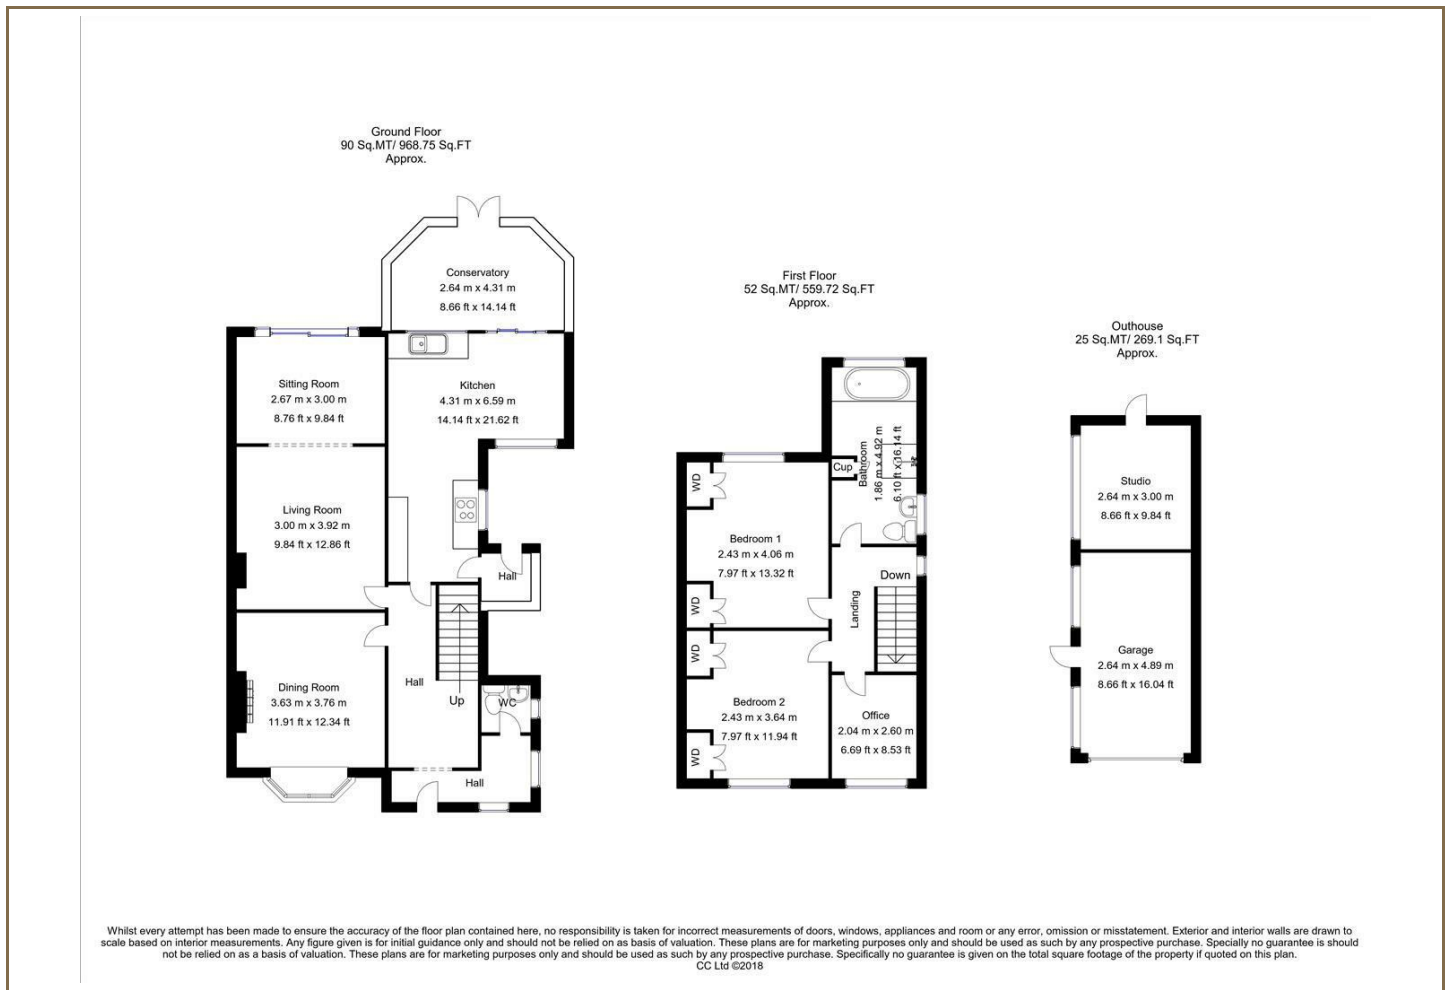 Ground Floor
90 Sq.MT/ 968.75 Sq.FT
Approx.
Conservatory
2.64 m x 4.31 m
8.66 ft x 14.14 ft
Sitting Room
2.67 m x 3.00 m
8.76 ft x 9.84 ft
Kitchen
4.31 m x 6.59 m
14.14 ft x 21.62 ft
Living Room
3.00 m x 3.92 m
9.84 ft x 12.86 ft
Hall
Dining Room
3.63 m x 3.76 m
11.91 ft x 12.34 ft
Hall
Up
WC
Hall
First Floor
52 Sq.MT/ 559.72 Sq.FT
Approx.
Bathroom
1.86 m x 4.92 m
6.10 ft x 16.14 ft
Cup
WD
Bedroom 1
2.43 m x 4.06 m
7.97 ft x 13.32 ft
WD
Landing
Down
WD
Bedroom 2
2.43 m x 3.64 m
7.97 ft x 11.94 ft
WD
Office
2.04 m x 2.60 m
6.69 ft x 8.53 ft
Outhouse
25 Sq.MT/ 269.1 Sq.FT
Approx.
Studio
2.64 m x 3.00 m
8.66 ft x 9.84 ft
Garage
2.64 m x 4.89 m
8.66 ft x 16.04 ft
Whilst every attempt has been made to ensure the accuracy of the floor plan contained here, no responsibility is taken for incorrect measurements of doors, windows, appliances and room or any error, omission or misstatement. Exterior and interior walls are drawn to
scale based on interior measurements. Any figure given is for initial guidance only and should not be relied on as basis of valuation. These plans are for marketing purposes only and should be used as such by any prospective purchase. Specially no guarantee is should
not be relied on as a basis of valuation. These plans are for marketing purposes only and should be used as such by any prospective purchase. Specifically no guarantee is given on the total square footage of the property if quoted on this plan.
CC Ltd ©2018